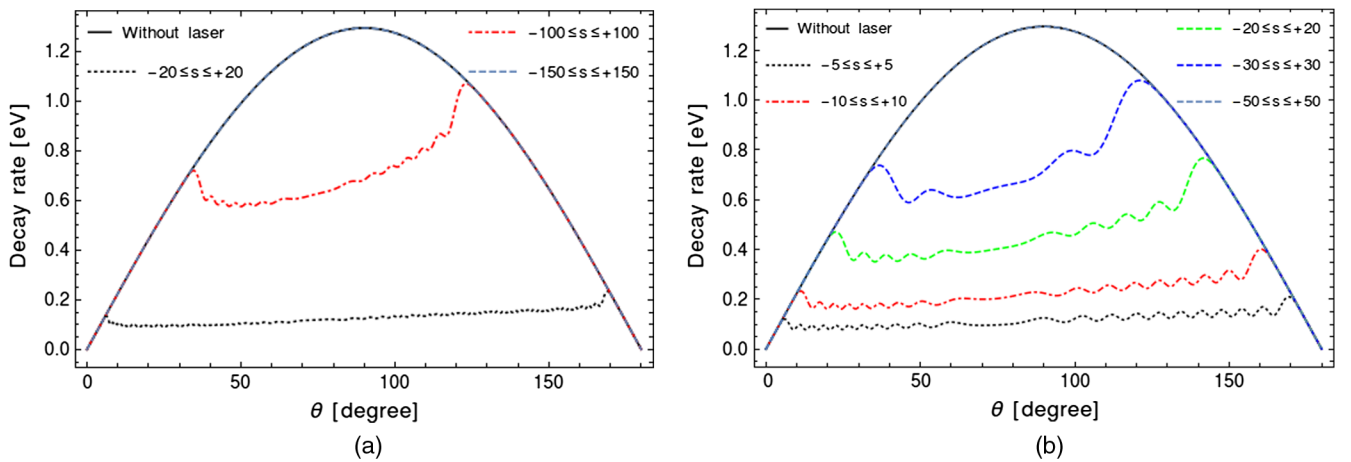 Without laser
−20≤s≤+20
−100≤s≤+100
−150≤s≤+150
Decay rate [eV]
1.2
1.0
0.8
0.6
0.4
0.2
0.0
0 50 100 150
θ [degree]
(a)
Without laser
−5≤s≤+5
−10≤s≤+10
−20≤s≤+20
−30≤s≤+30
−50≤s≤+50
Decay rate [eV]
1.2
1.0
0.8
0.6
0.4
0.2
0.0
0 50 100 150
θ [degree]
(b)